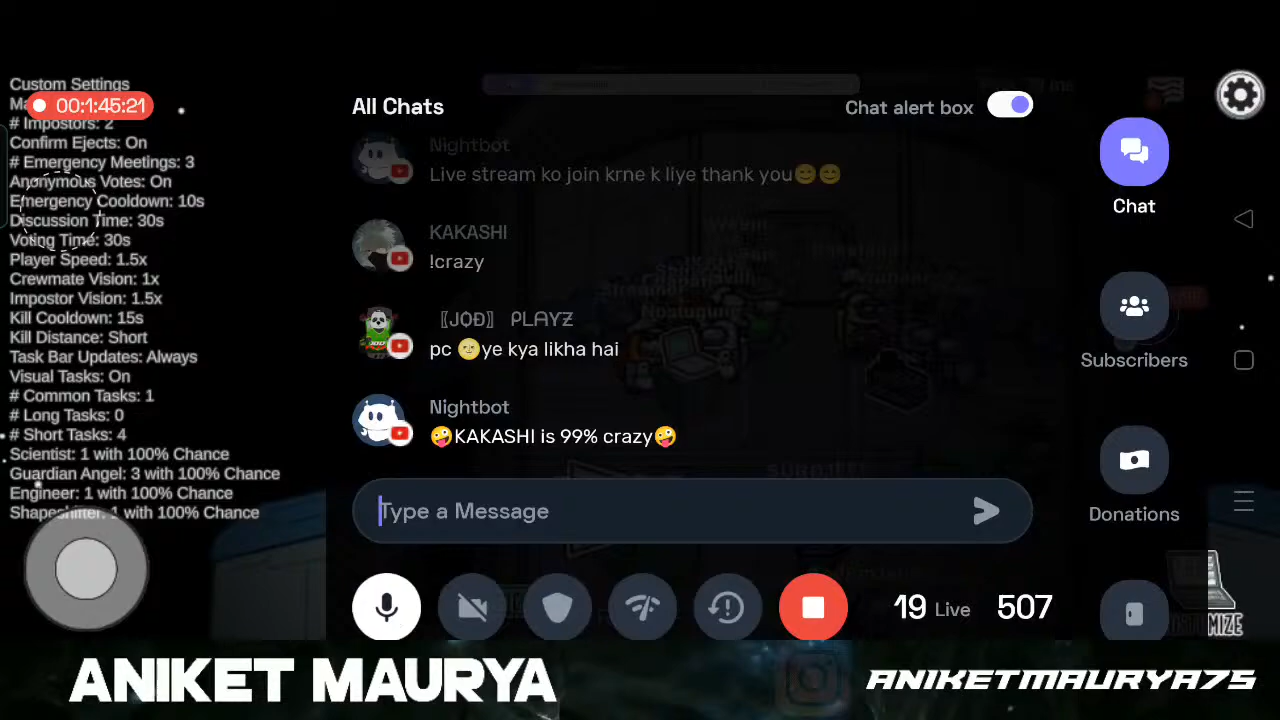 Custom Settings
00:1:45:21
# Impostors: 2
Confirm Ejects: On
# Emergency Meetings: 3
Anonymous Votes: On
Emergency Cooldown: 10s
Discussion Time: 30s
Voting Time: 30s
Player Speed: 1.5x
Crewmate Vision: 1x
Impostor Vision: 1.5x
Kill Cooldown: 15s
Kill Distance: Short
Task Bar Updates: Always
Visual Tasks: On
# Common Tasks: 1
# Long Tasks: 0
# Short Tasks: 4
Scientist: 1 with 100% Chance
Guardian Angel: 3 with 100% Chance
Engineer: 1 with 100% Chance
Shapeshifter: 1 with 100% Chance
All Chats
Chat alert box
Nightbot
Live stream ko join krne k liye thank you😊😊
KAKASHI
!crazy
〖JOD〗 PLAYZ
pc 🌝ye kya likha hai
Nightbot
🤪KAKASHI is 99% crazy🤪
Type a Message
19 Live 507
Chat
Subscribers
Donations
ANIKET MAURYA
ANIKETMAURYA75